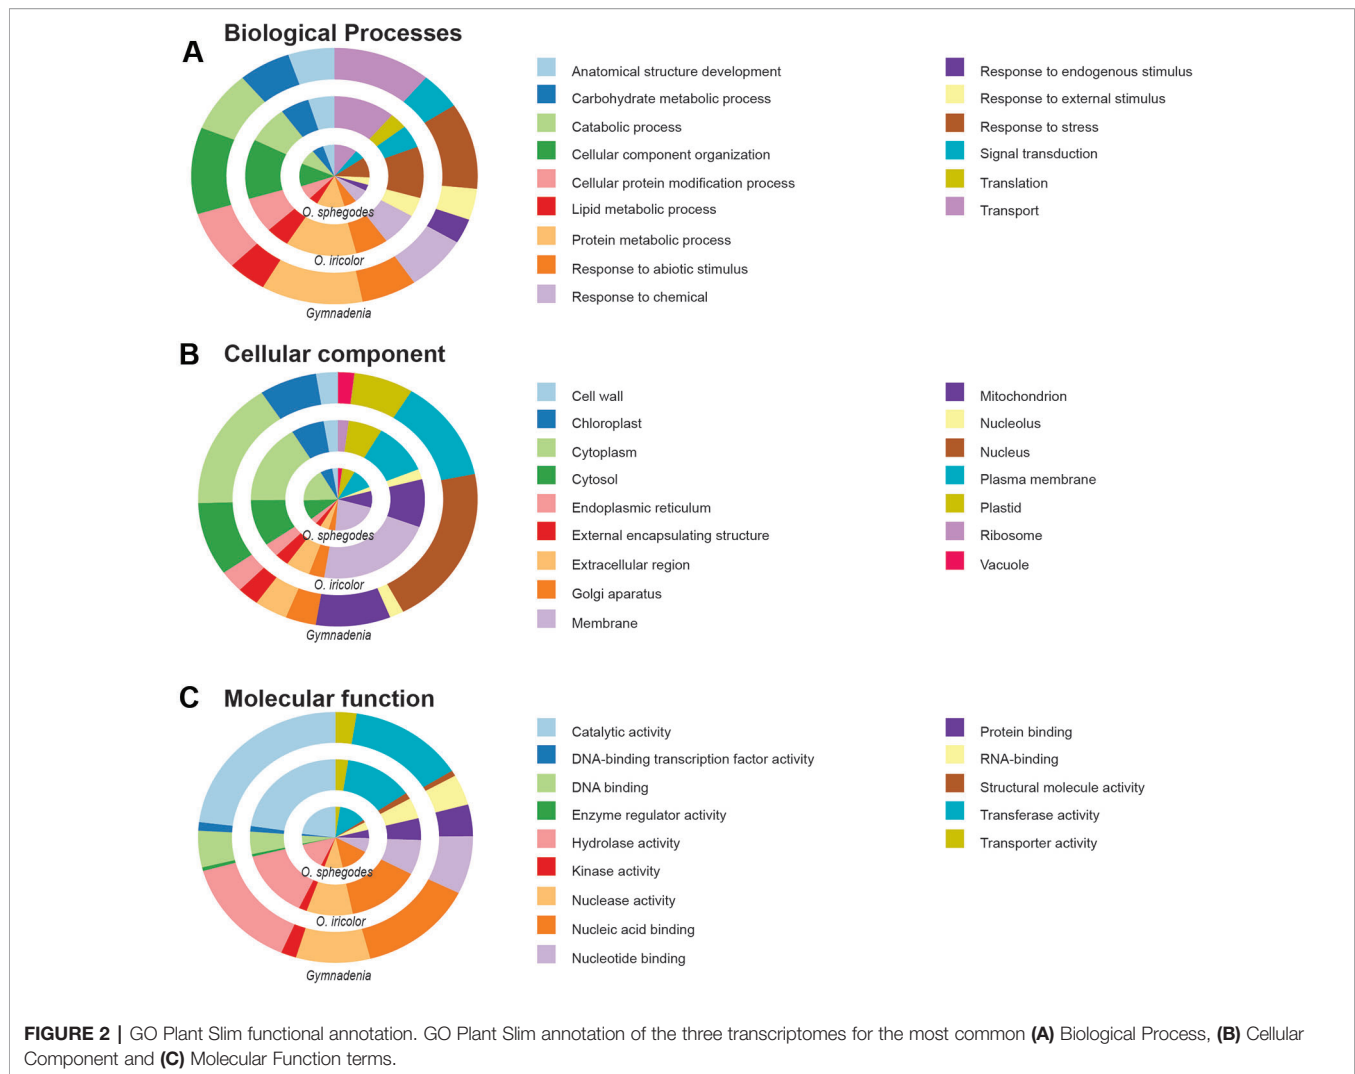 A Biological Processes
O. sphegodes
O. iricolor
Gymnadenia
Anatomical structure development
Carbohydrate metabolic process
Catabolic process
Cellular component organization
Cellular protein modification process
Lipid metabolic process
Protein metabolic process
Response to abiotic stimulus
Response to chemical
Response to endogenous stimulus
Response to external stimulus
Response to stress
Signal transduction
Translation
Transport
B Cellular component
O. sphegodes
O. iricolor
Gymnadenia
Cell wall
Chloroplast
Cytoplasm
Cytosol
Endoplasmic reticulum
External encapsulating structure
Extracellular region
Golgi aparatus
Membrane
Mitochondrion
Nucleolus
Nucleus
Plasma membrane
Plastid
Ribosome
Vacuole
C Molecular function
O. sphegodes
O. iricolor
Gymnadenia
Catalytic activity
DNA-binding transcription factor activity
DNA binding
Enzyme regulator activity
Hydrolase activity
Kinase activity
Nuclease activity
Nucleic acid binding
Nucleotide binding
Protein binding
RNA-binding
Structural molecule activity
Transferase activity
Transporter activity
FIGURE 2 | GO Plant Slim functional annotation. GO Plant Slim annotation of the three transcriptomes for the most common (A) Biological Process, (B) Cellular
Component and (C) Molecular Function terms.